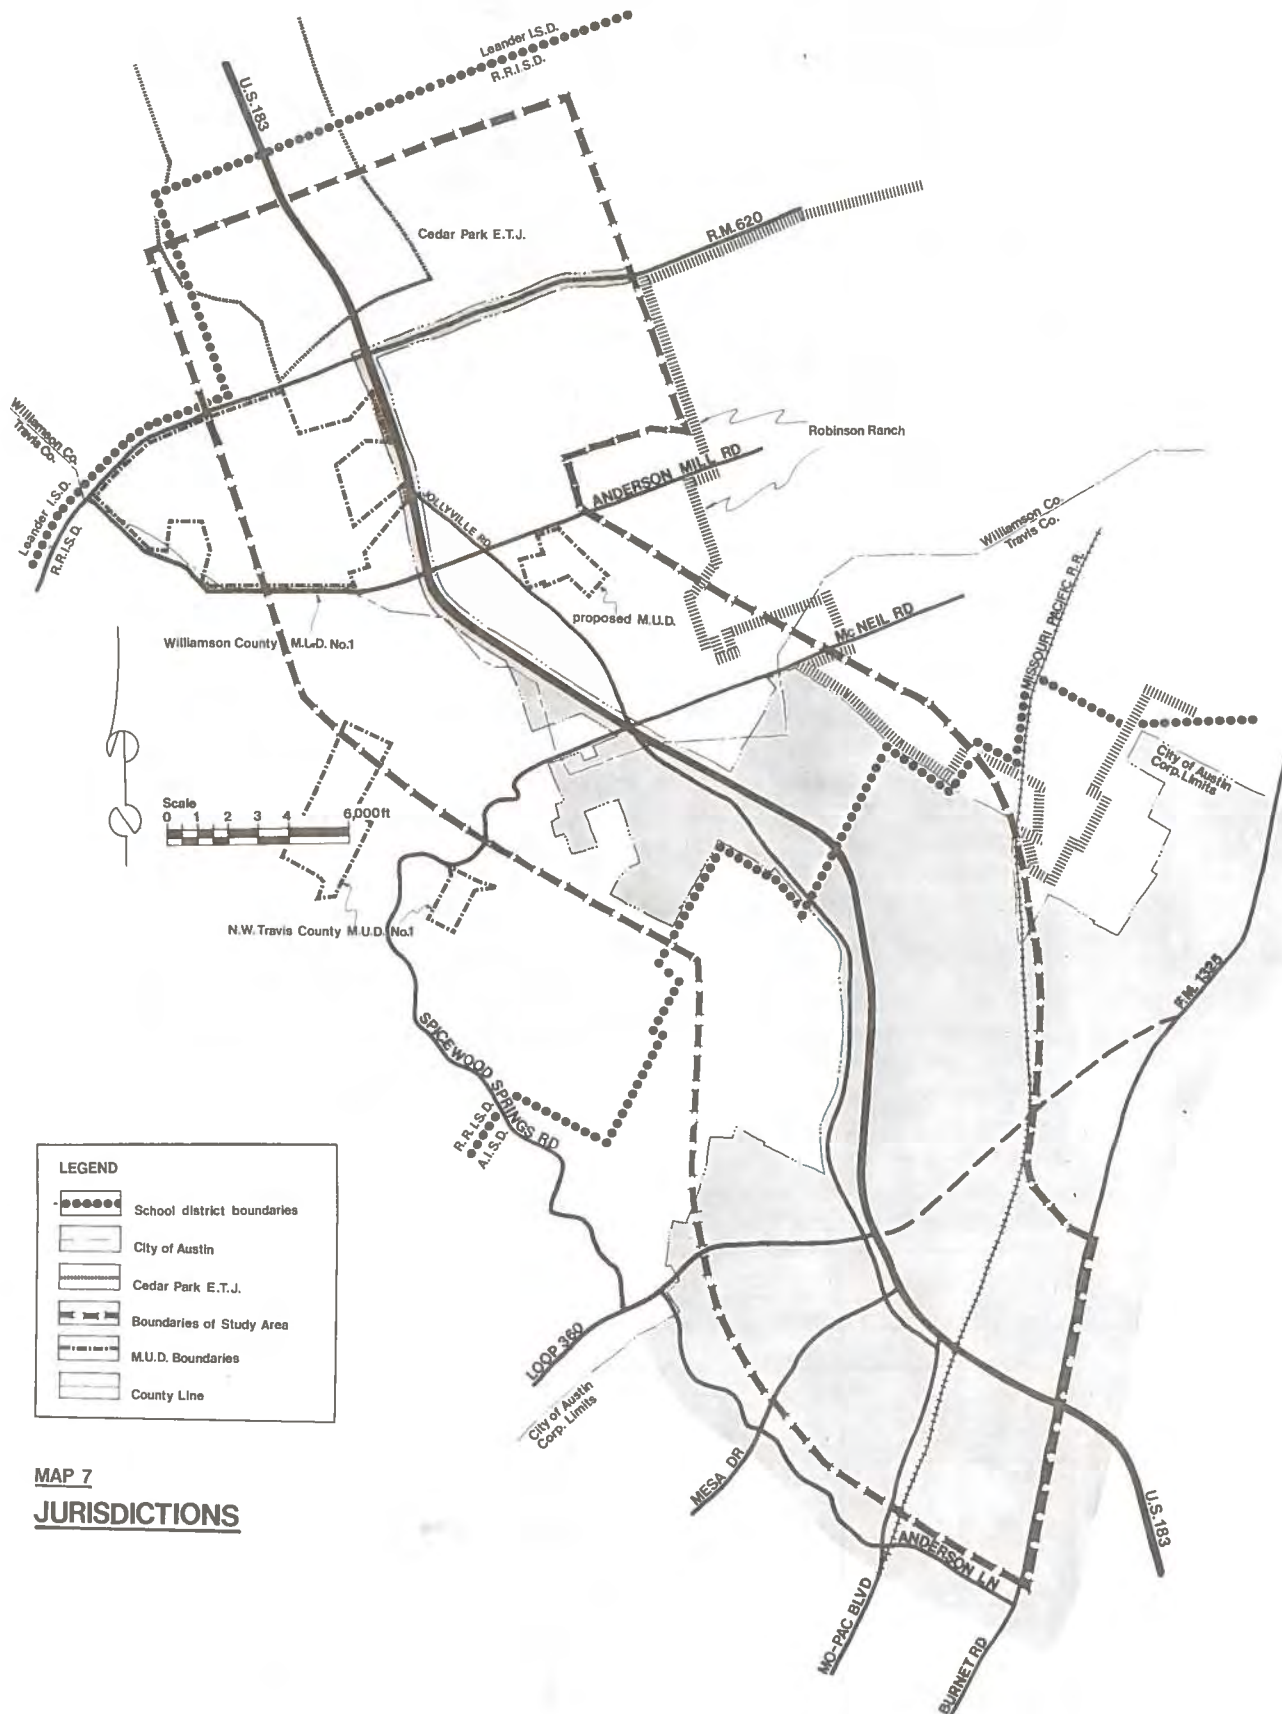 Leander I.S.D.
R.R.I.S.D.
U.S.183
Cedar Park E.T.J.
R.M.620
Robinson Ranch
Williamson Co.
Travis Co.
Leander I.S.D.
R.R.I.S.D.
ANDERSON MILL RD
JOLLYVILLE RD
Williamson Co.
Travis Co.
MISSOURI PACIFIC R.R.
proposed M.U.D.
McNEIL RD
Williamson County M.U.D. No.1
City of Austin
Corp. Limits
Scale
0 1 2 3 4 6,000ft
N.W. Travis County M.U.D. No.1
F.M. 1325
SPICEWOOD SPRINGS RD
R.R.I.S.D.
A.I.S.D.
LEGEND
School district boundaries
City of Austin
Cedar Park E.T.J.
Boundaries of Study Area
M.U.D. Boundaries
County Line
LOOP 360
City of Austin
Corp. Limits
MESA DR
U.S.183
ANDERSON LN
MO-PAC BLVD
BURNET RD
MAP 7
JURISDICTIONS